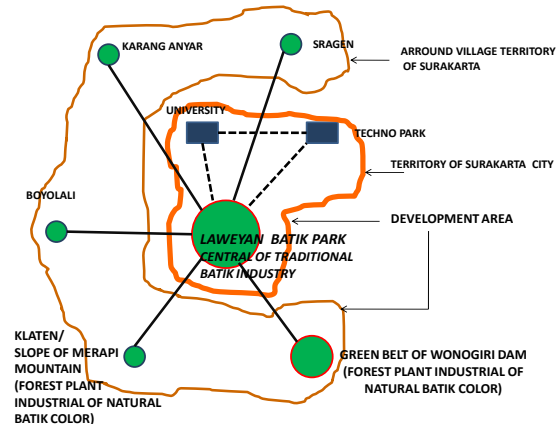 KARANG ANYAR
SRAGEN
ARROUND VILLAGE TERRITORY
OF SURAKARTA
UNIVERSITY
TECHNO PARK
TERRITORY OF SURAKARTA CITY
BOYOLALI
DEVELOPMENT AREA
LAWEYAN BATIK PARK
CENTRAL OF TRADITIONAL
BATIK INDUSTRY
KLATEN/
SLOPE OF MERAPI
MOUNTAIN
(FOREST PLANT
INDUSTRIAL OF NATURAL
BATIK COLOR)
GREEN BELT OF WONOGIRI DAM
(FOREST PLANT INDUSTRIAL OF
NATURAL BATIK COLOR)